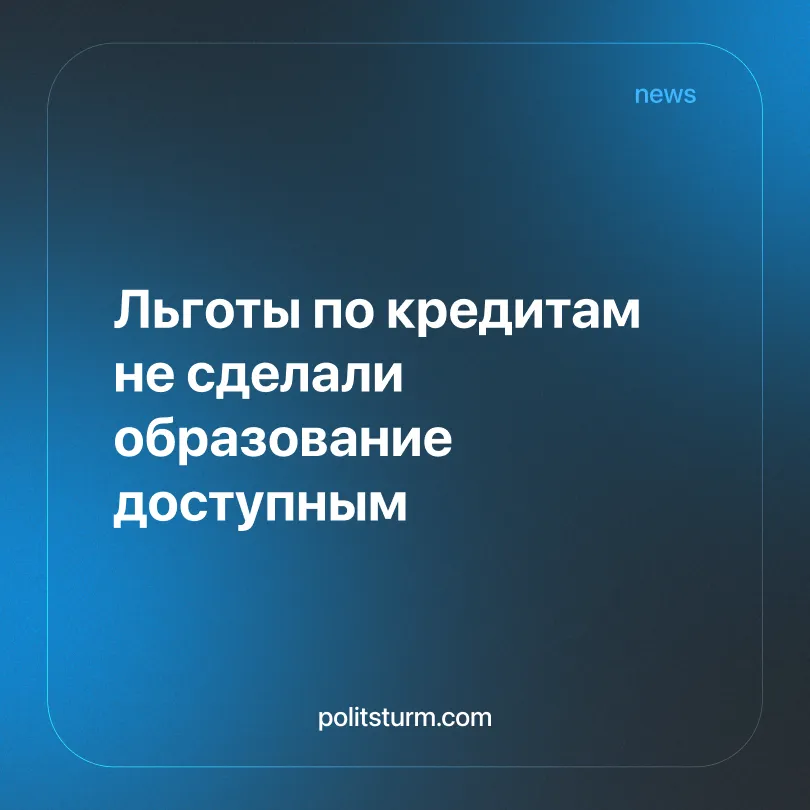 news
Льготы по кредитам
не сделали
образование
доступным
politsturm.com